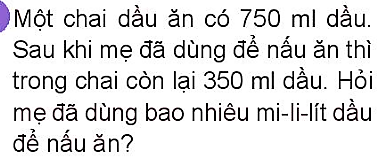 Một chai dầu ăn có 750 ml dầu.
Sau khi mẹ đã dùng để nấu ăn thì
trong chai còn lại 350 ml dầu. Hỏi
mẹ đã dùng bao nhiêu mi-li-lít dầu
để nấu ăn?